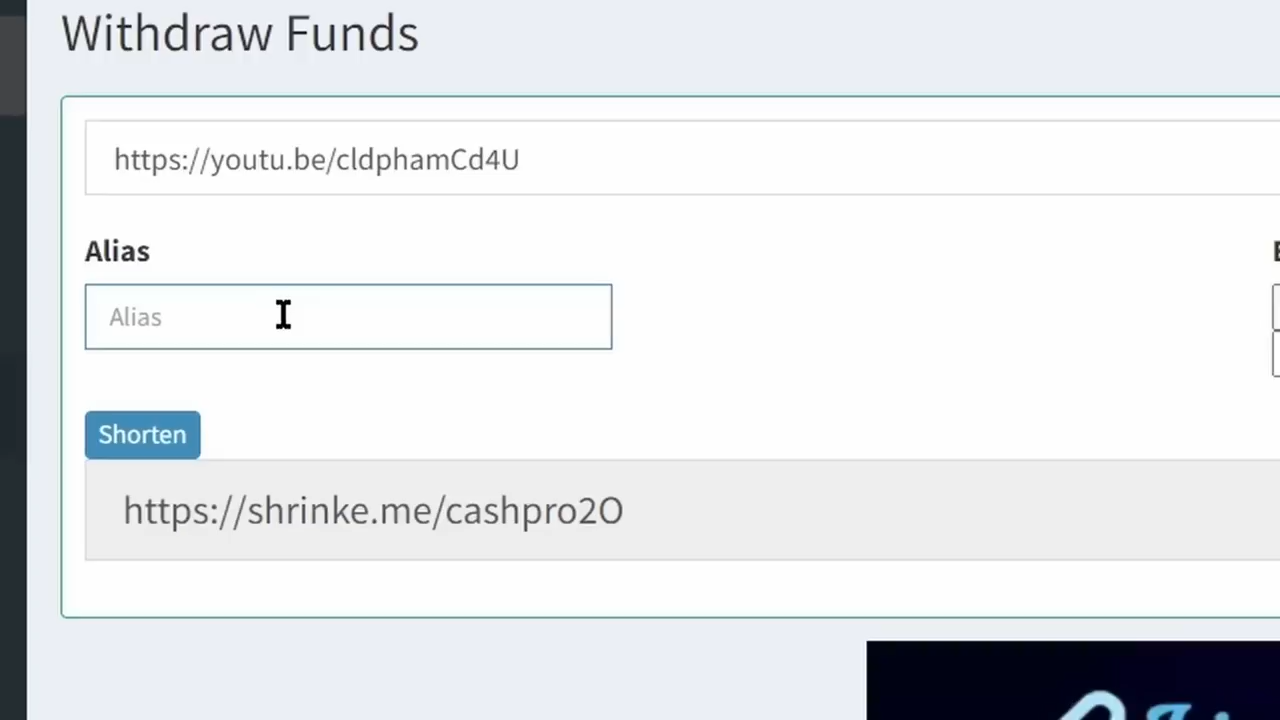 Withdraw Funds
https://youtu.be/cldphamCd4U
Alias
Alias
Shorten
https://shrinke.me/cashpro2O